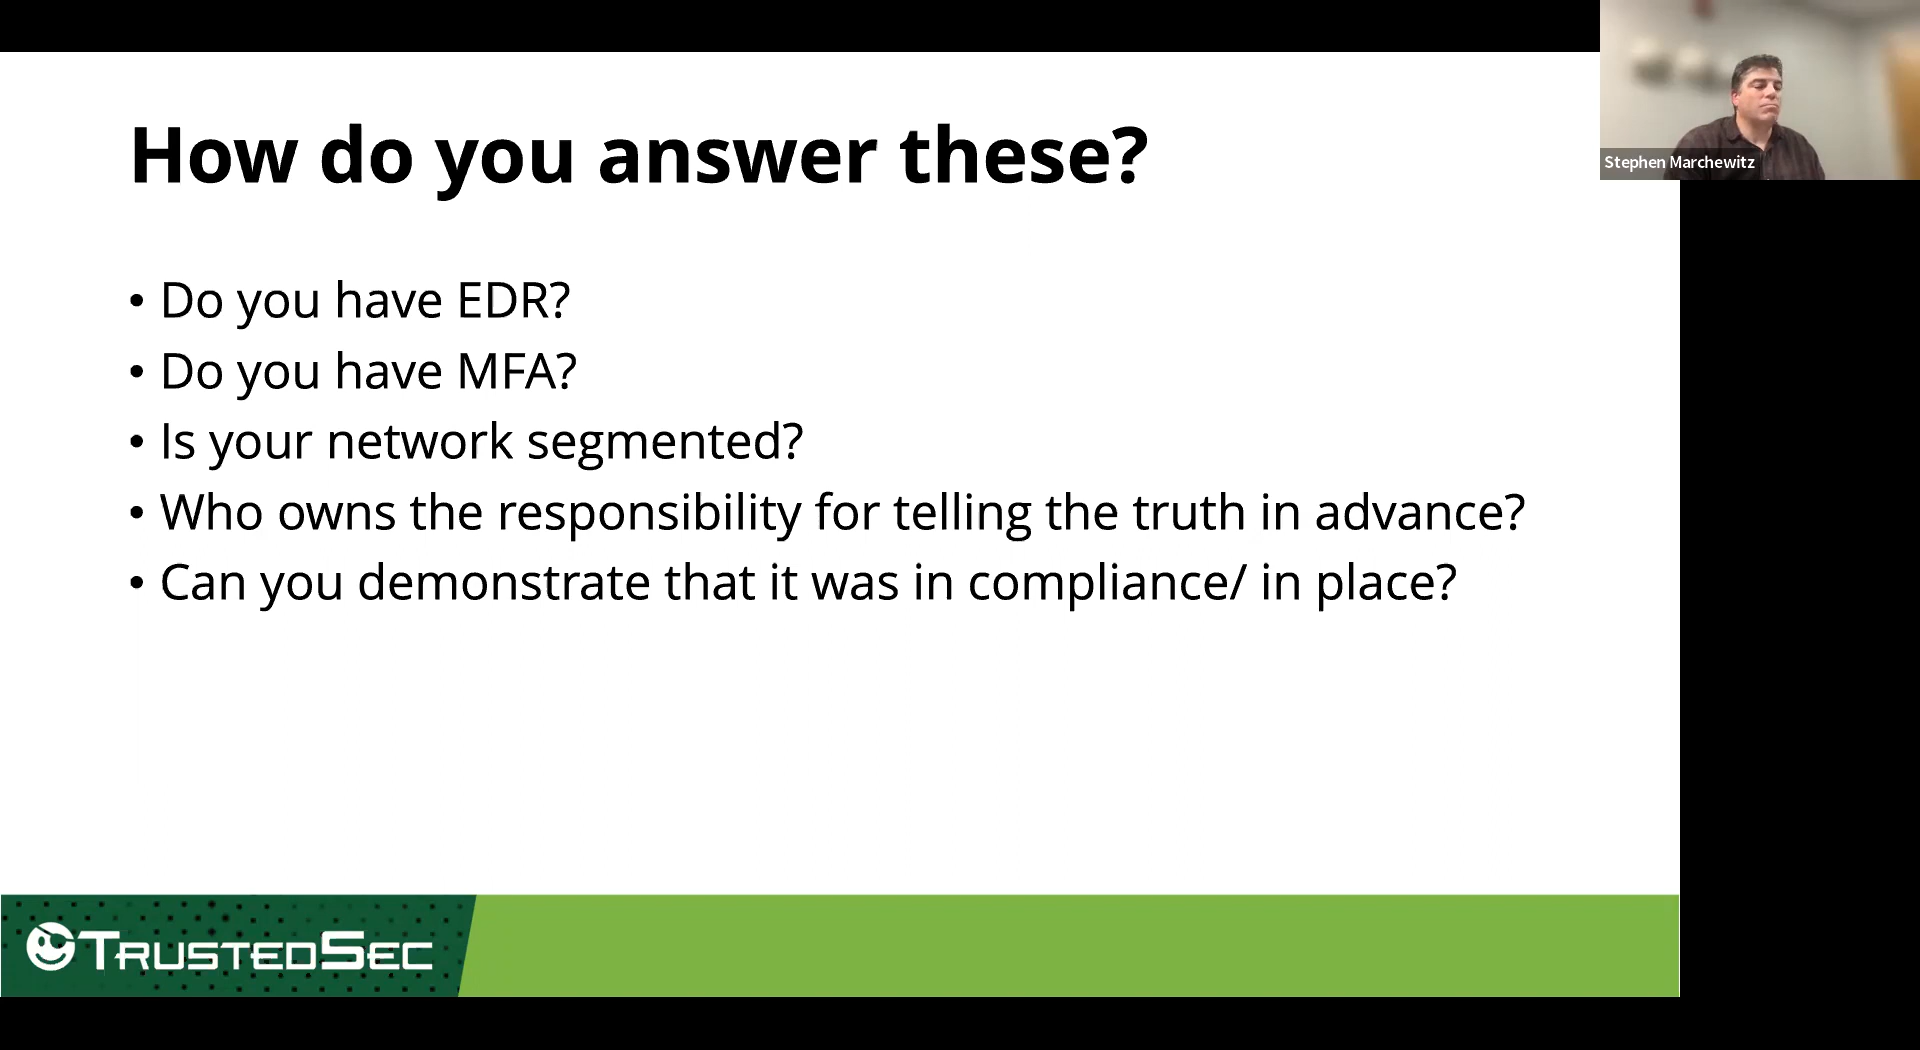 How do you answer these?
• Do you have EDR?
• Do you have MFA?
• Is your network segmented?
• Who owns the responsibility for telling the truth in advance?
• Can you demonstrate that it was in compliance/ in place?
Stephen Marchewitz
TRUSTEDSEC